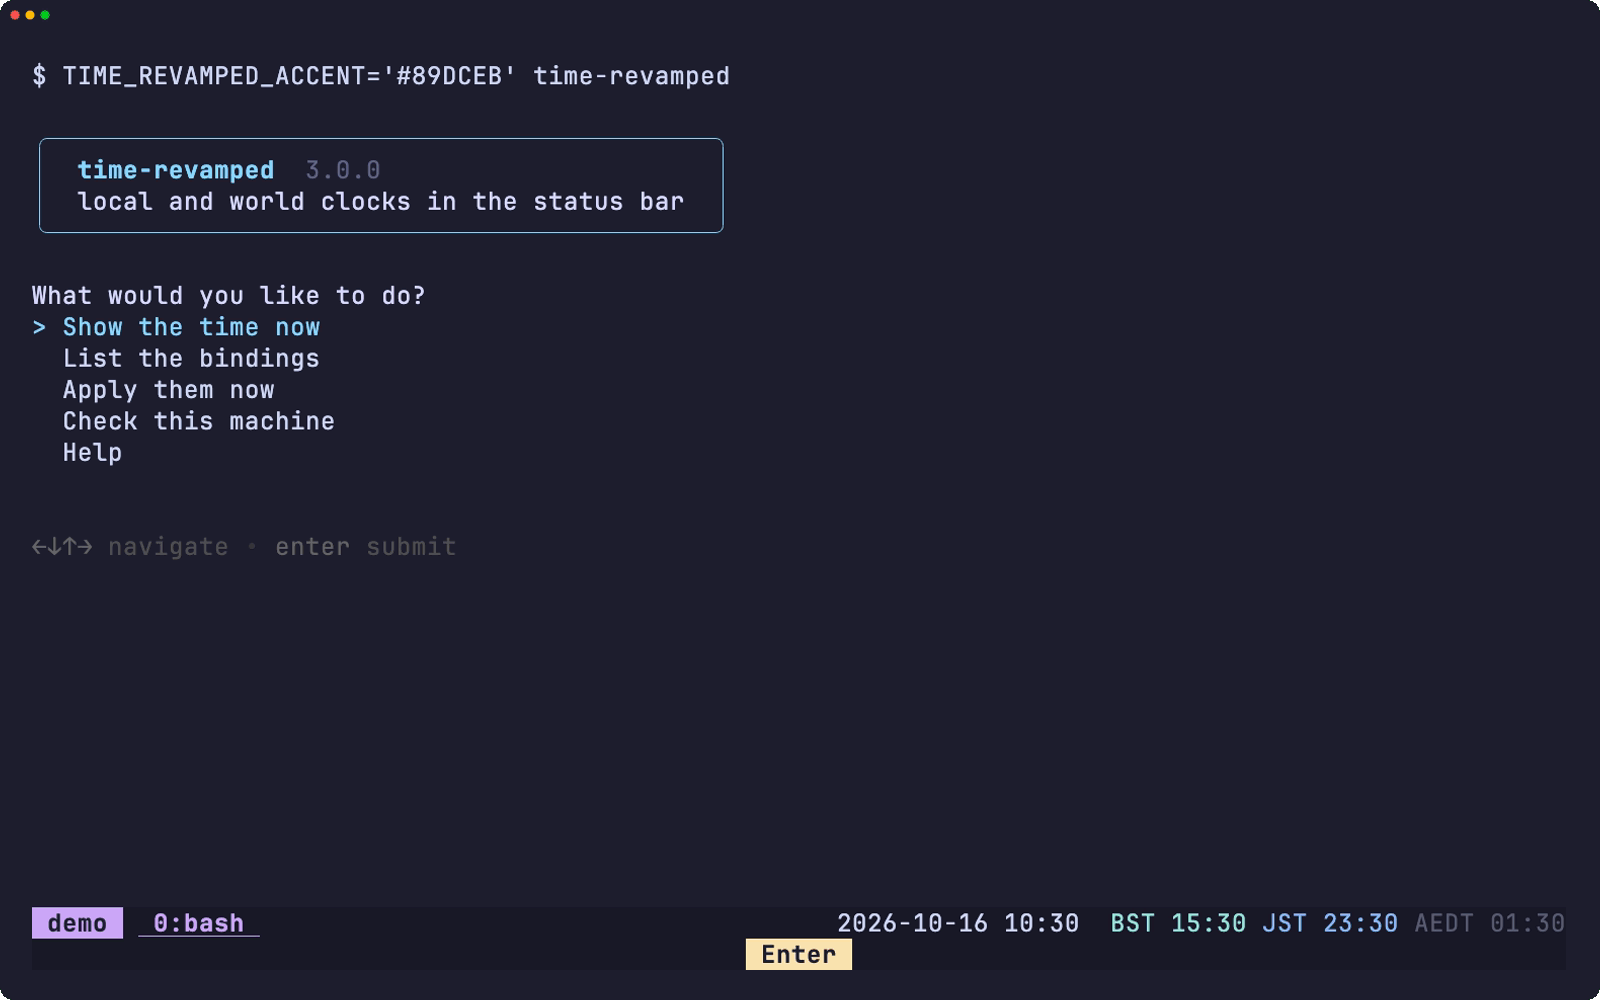 $ TIME_REVAMPED_ACCENT='#89DCEB' time-revamped
time-revamped 3.0.0
local and world clocks in the status bar
What would you like to do?
> Show the time now
List the bindings
Apply them now
Check this machine
Help
←↓↑→ navigate • enter submit
demo 0:bash 2026-10-16 10:30 BST 15:30 JST 23:30 AEDT 01:30
Enter